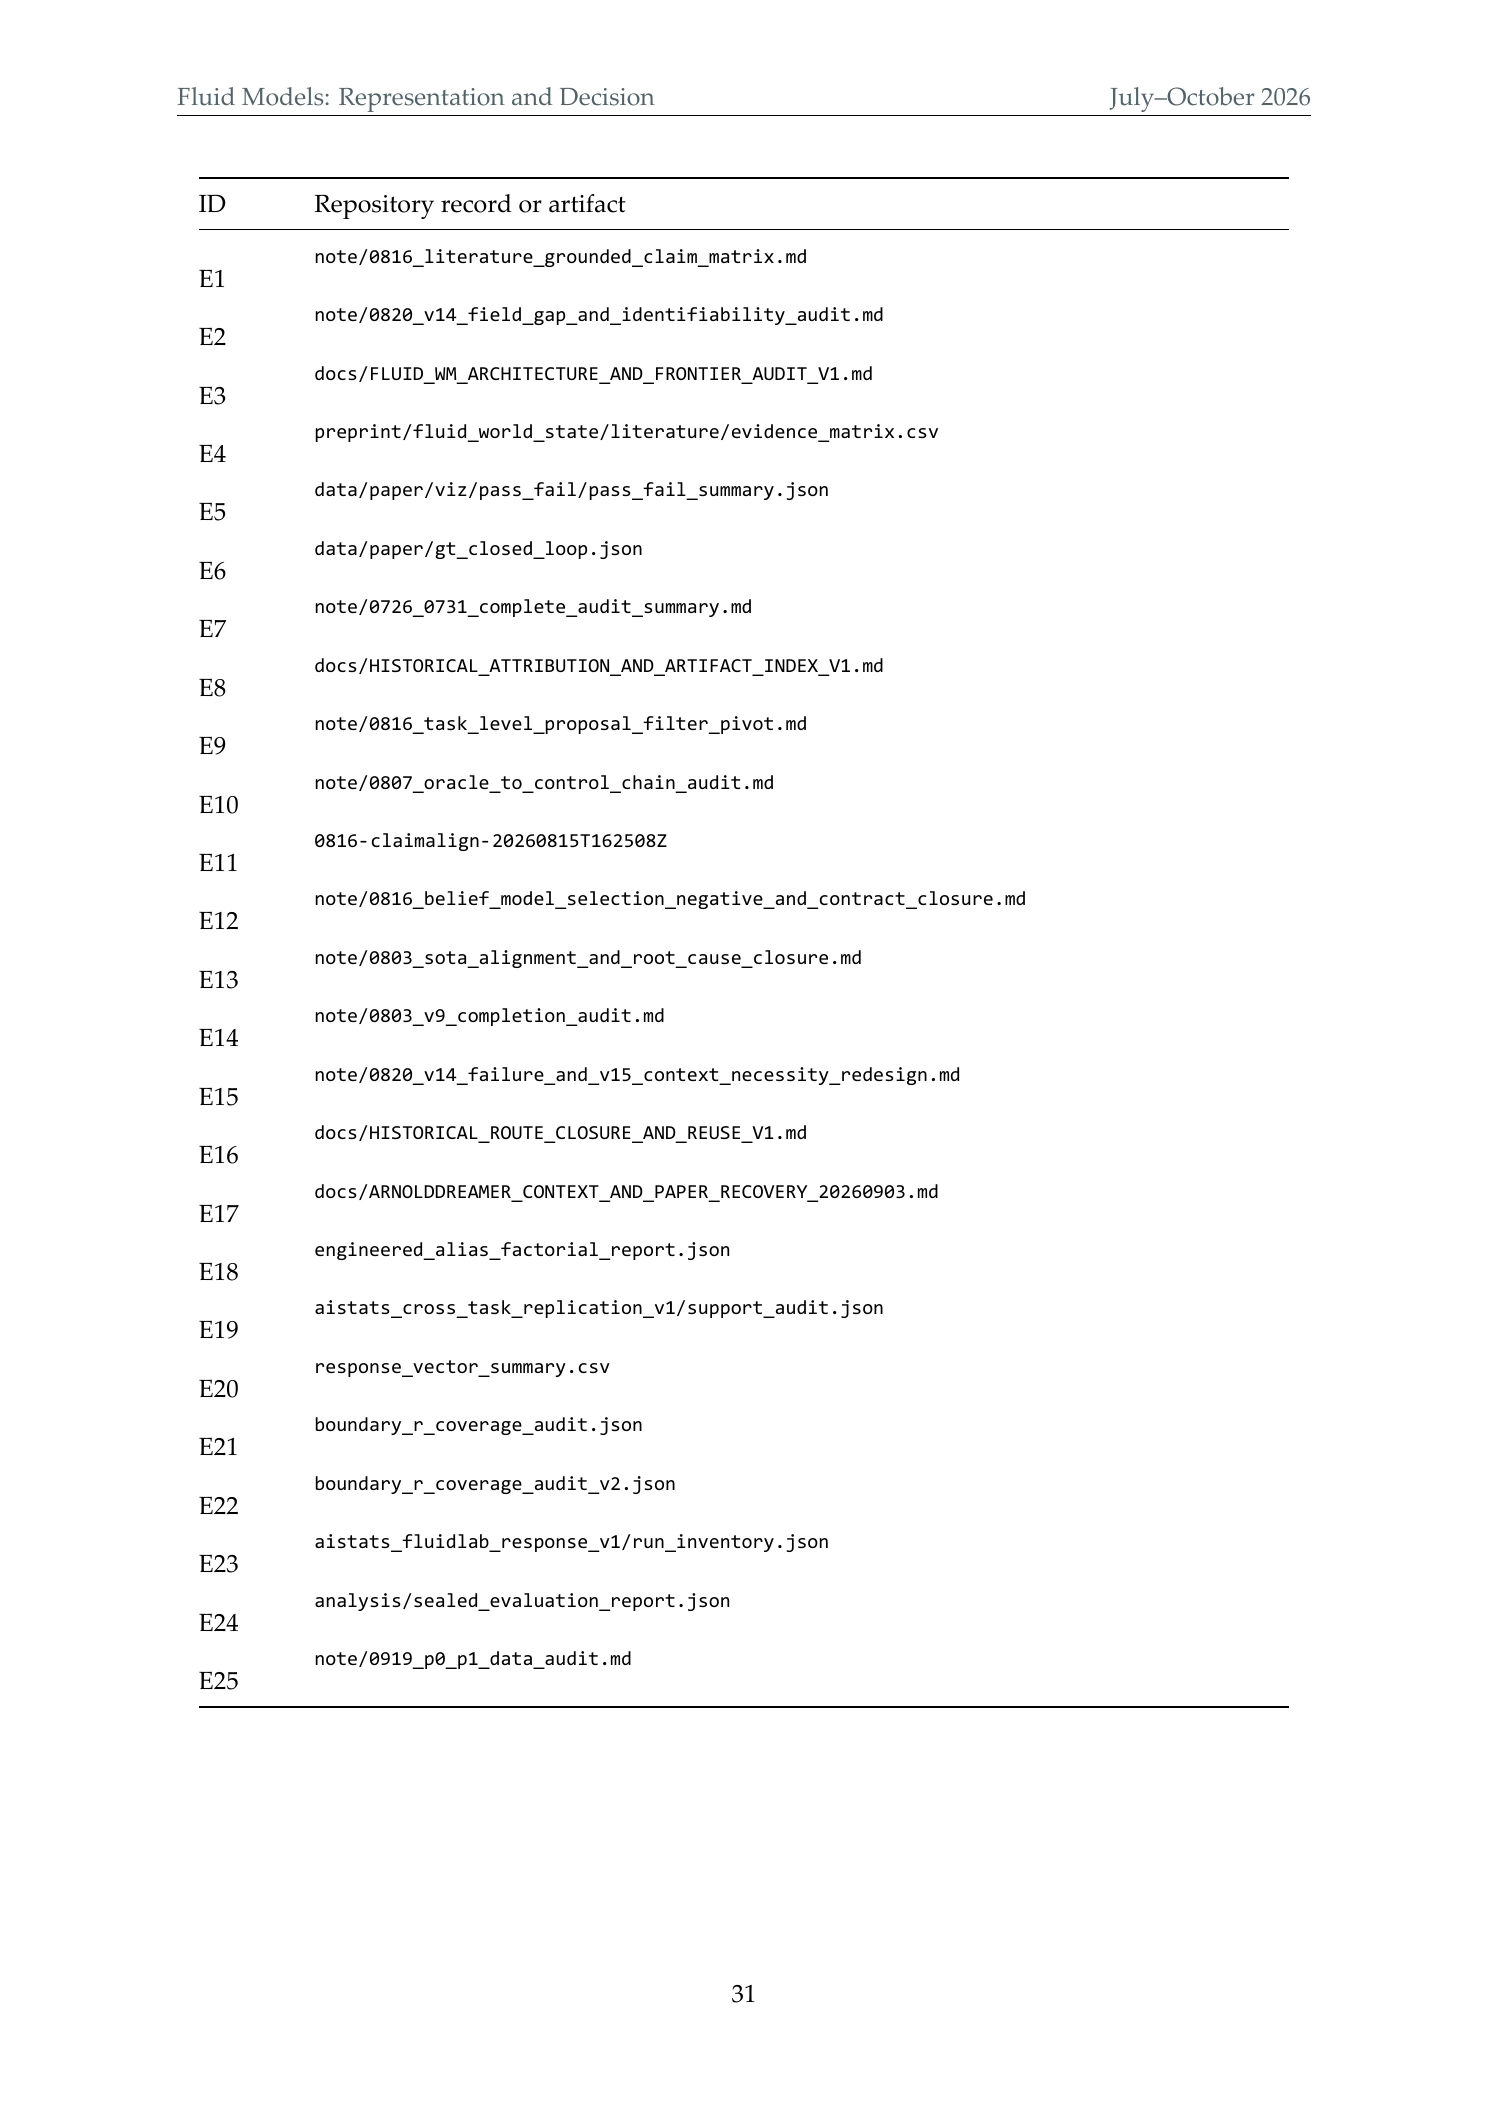 Fluid Models: Representation and Decision July–October 2026
ID Repository record or artifact
E1 note/0816_literature_grounded_claim_matrix.md
E2 note/0820_v14_field_gap_and_identifiability_audit.md
E3 docs/FLUID_WM_ARCHITECTURE_AND_FRONTIER_AUDIT_V1.md
E4 preprint/fluid_world_state/literature/evidence_matrix.csv
E5 data/paper/viz/pass_fail/pass_fail_summary.json
E6 data/paper/gt_closed_loop.json
E7 note/0726_0731_complete_audit_summary.md
E8 docs/HISTORICAL_ATTRIBUTION_AND_ARTIFACT_INDEX_V1.md
E9 note/0816_task_level_proposal_filter_pivot.md
E10 note/0807_oracle_to_control_chain_audit.md
E11 0816-claimalign-20260815T162508Z
E12 note/0816_belief_model_selection_negative_and_contract_closure.md
E13 note/0803_sota_alignment_and_root_cause_closure.md
E14 note/0803_v9_completion_audit.md
E15 note/0820_v14_failure_and_v15_context_necessity_redesign.md
E16 docs/HISTORICAL_ROUTE_CLOSURE_AND_REUSE_V1.md
E17 docs/ARNOLDDREAMER_CONTEXT_AND_PAPER_RECOVERY_20260903.md
E18 engineered_alias_factorial_report.json
E19 aistats_cross_task_replication_v1/support_audit.json
E20 response_vector_summary.csv
E21 boundary_r_coverage_audit.json
E22 boundary_r_coverage_audit_v2.json
E23 aistats_fluidlab_response_v1/run_inventory.json
E24 analysis/sealed_evaluation_report.json
E25 note/0919_p0_p1_data_audit.md
31